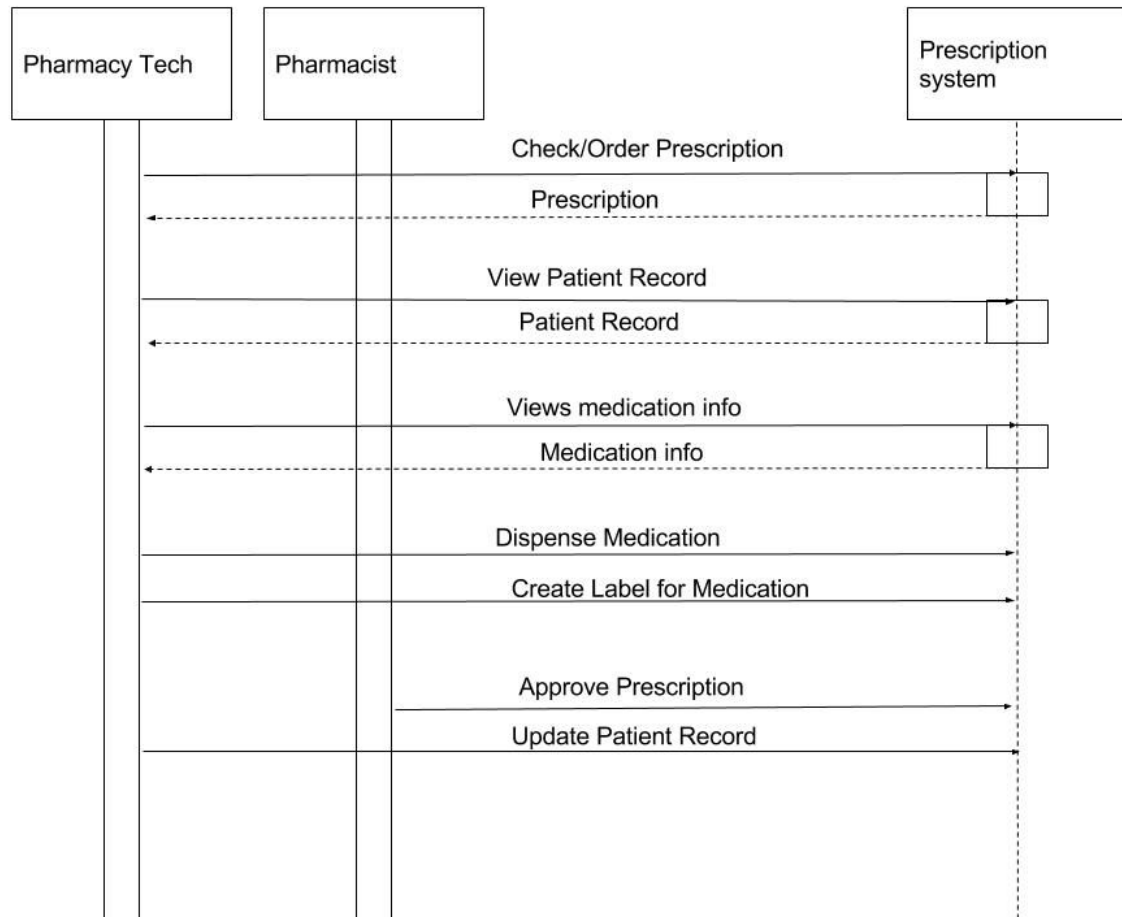 Pharmacy Tech
Pharmacist
Prescription
system
Check/Order Prescription
Prescription
View Patient Record
Patient Record
Views medication info
Medication info
Dispense Medication
Create Label for Medication
Approve Prescription
Update Patient Record